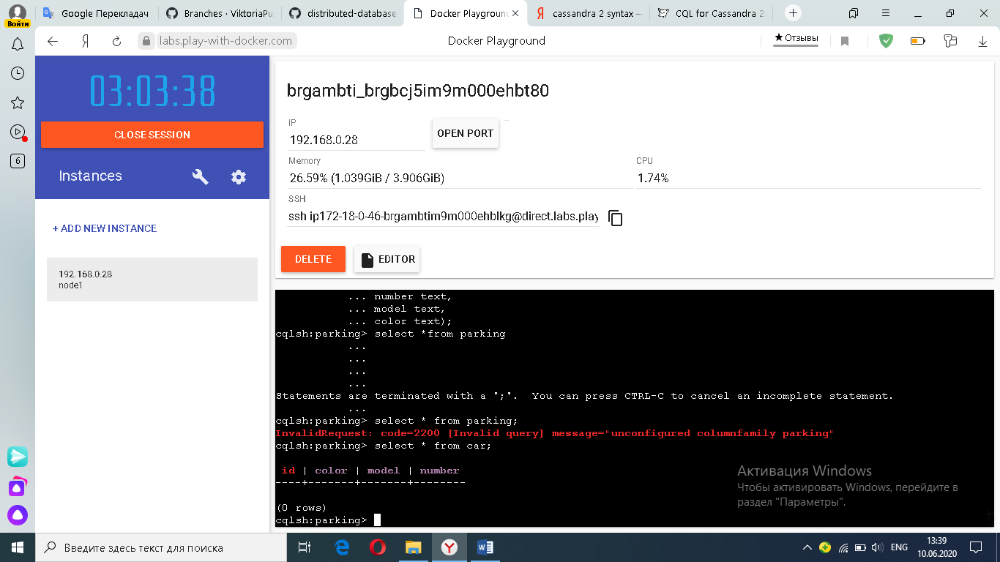 Google Перекладач
Branches · ViktoriaPu
distributed-database
Docker Playground
cassandra 2 syntax —
CQL for Cassandra 2.
Войти
labs.play-with-docker.com
Docker Playground
★ Отзывы
6
03:03:38
CLOSE SESSION
Instances
+ ADD NEW INSTANCE
192.168.0.28
node1
brgambti_brgbcj5im9m000ehbt80
IP
192.168.0.28
OPEN PORT
Memory
26.59% (1.039GiB / 3.906GiB)
CPU
1.74%
SSH
ssh ip172-18-0-46-brgambtim9m000ehblkg@direct.labs.play
DELETE
EDITOR
... number text,
... model text,
... color text);
cqlsh:parking> select *from parking
...
...
...
...
Statements are terminated with a ';'.  You can press CTRL-C to cancel an incomplete statement.
...
cqlsh:parking> select * from parking;
InvalidRequest: code=2200 [Invalid query] message="unconfigured columnfamily parking"
cqlsh:parking> select * from car;
id | color | model | number
----+-------+-------+--------
(0 rows)
cqlsh:parking>
Активация Windows
Чтобы активировать Windows, перейдите в
раздел "Параметры".
Введите здесь текст для поиска
ENG
13:39
10.06.2020